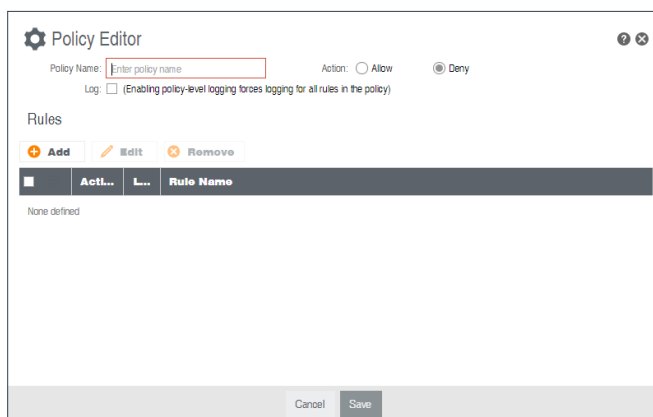 Policy Editor
Policy Name: Enter policy name Action: Allow Deny
Log: (Enabling policy-level logging forces logging for all rules in the policy)
Rules
Add Edit Remove
Acti... L... Rule Name
None defined
Cancel Save